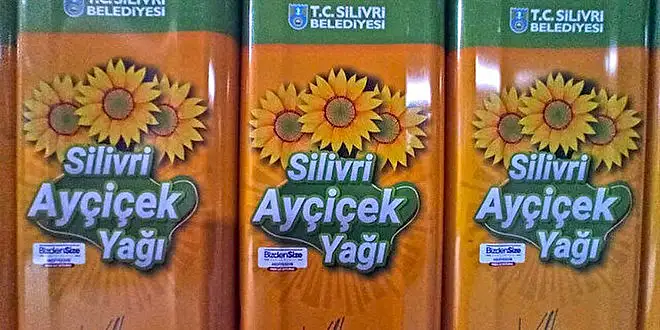 T.C. SİLİVRİ
BELEDİYESİ
Silivri
Ayçiçek
Yağı
BizdenSize
T.C. SİLİVRİ
BELEDİYESİ
Silivri
Ayçiçek
Yağı
BizdenSize
T.C. SİLİVRİ
BELEDİYESİ
Silivri
Ayçiçek
Yağı
BizdenSize